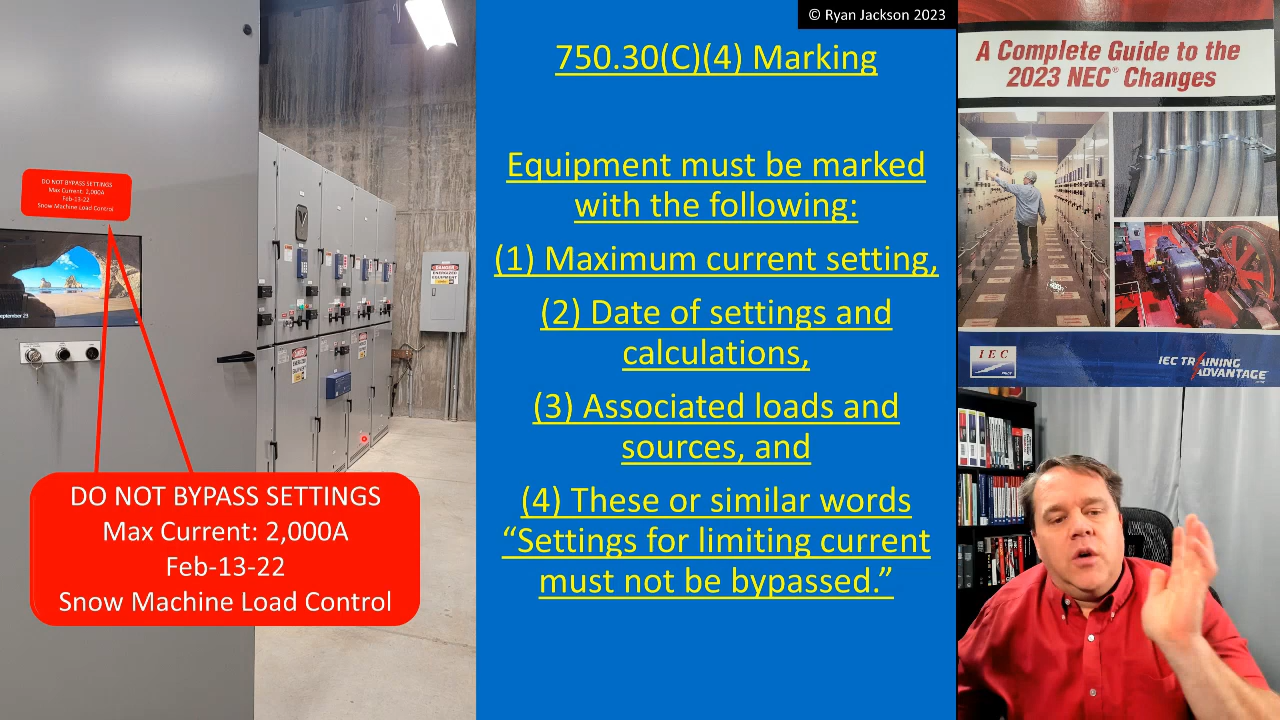 © Ryan Jackson 2023
750.30(C)(4) Marking
Equipment must be marked
with the following:
(1) Maximum current setting,
(2) Date of settings and
calculations,
(3) Associated loads and
sources, and
(4) These or similar words
“Settings for limiting current
must not be bypassed.”
DO NOT BYPASS SETTINGS
Max Current: 2,000A
Feb-13-22
Snow Machine Load Control
DO NOT BYPASS SETTINGS
Max Current: 2,000A
Feb-13-22
Snow Machine Load Control
DANGER
A Complete Guide to the
2023 NEC® Changes
IEC
IEC TRAINING
ADVANTAGE